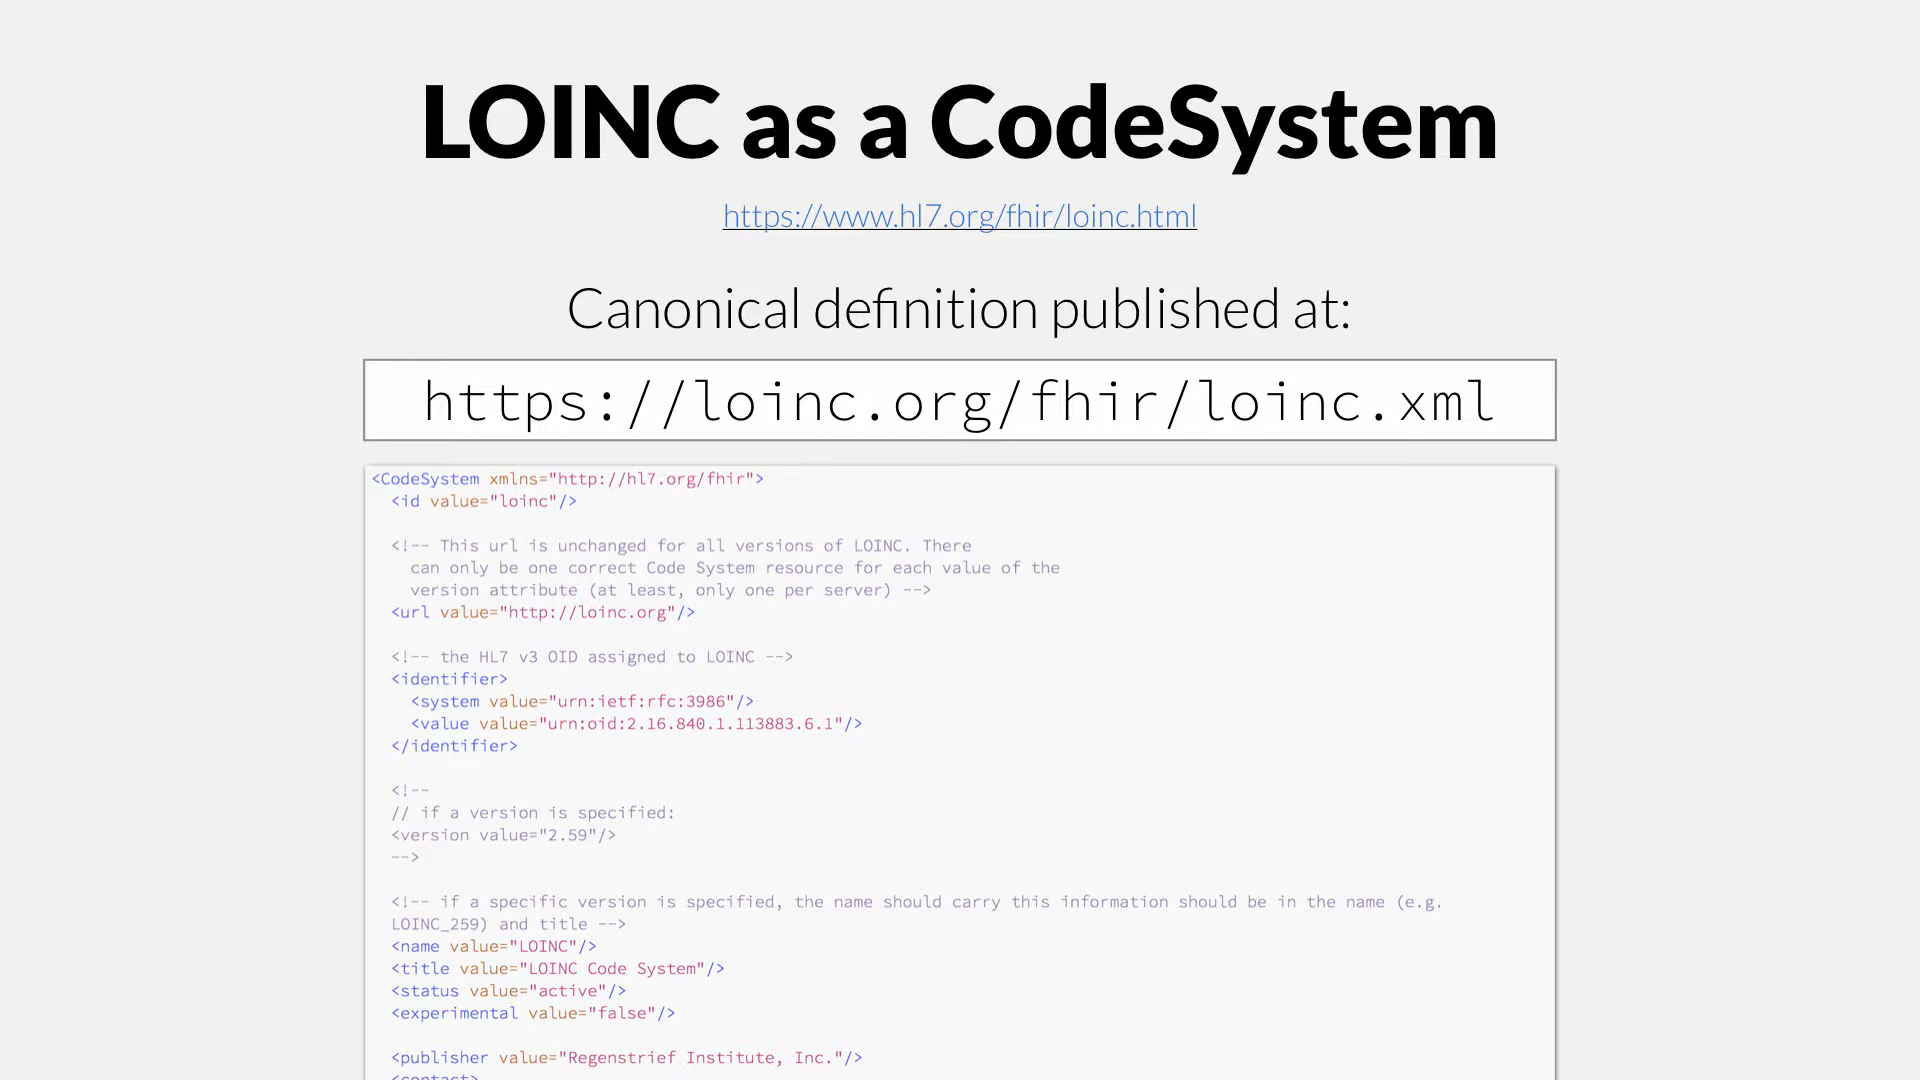 LOINC as a CodeSystem
https://www.hl7.org/fhir/loinc.html
Canonical definition published at:
https://loinc.org/fhir/loinc.xml
<CodeSystem xmlns="http://hl7.org/fhir">
<id value="loinc"/>
<!-- This url is unchanged for all versions of LOINC. There
can only be one correct Code System resource for each value of the
version attribute (at least, only one per server) -->
<url value="http://loinc.org"/>
<!-- the HL7 v3 OID assigned to LOINC -->
<identifier>
<system value="urn:ietf:rfc:3986"/>
<value value="urn:oid:2.16.840.1.113883.6.1"/>
</identifier>
<!--
// if a version is specified:
<version value="2.59"/>
-->
<!-- if a specific version is specified, the name should carry this information should be in the name (e.g.
LOINC_259) and title -->
<name value="LOINC"/>
<title value="LOINC Code System"/>
<status value="active"/>
<experimental value="false"/>
<publisher value="Regenstrief Institute, Inc."/>
<contact>